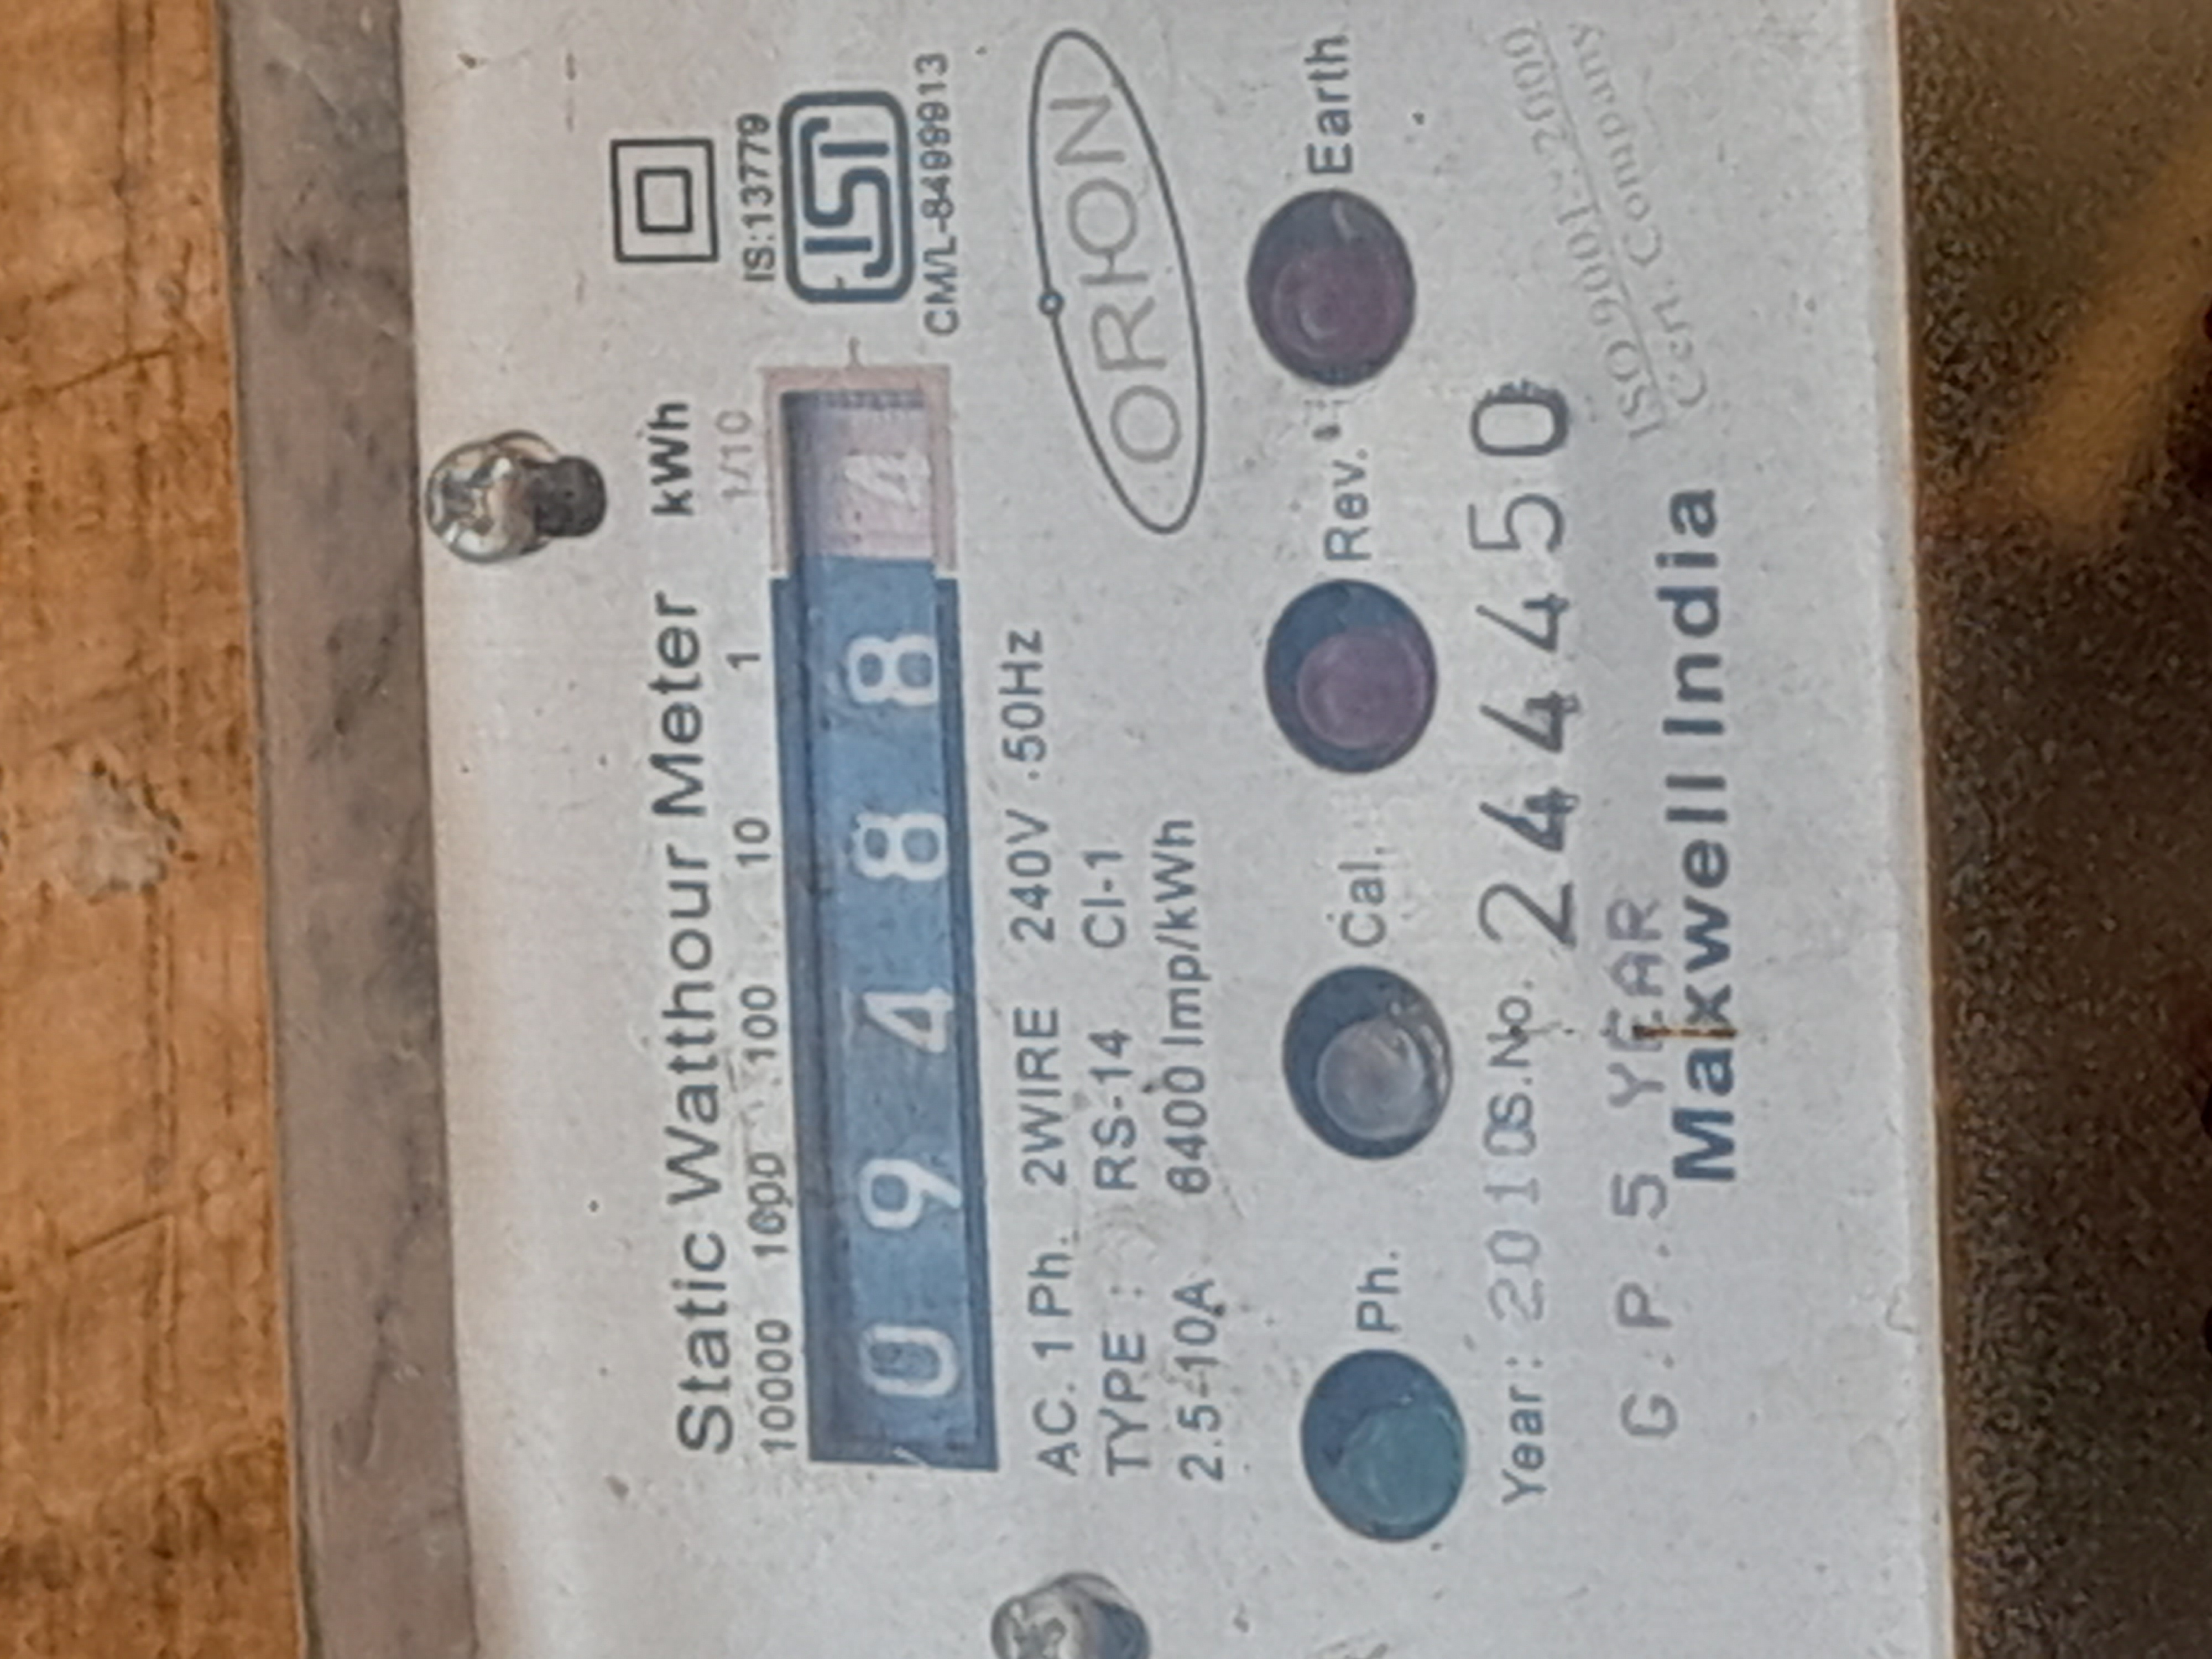 Static Watthour Meter kWh
10000 1000 100 10 1 1/10
0 9 4 8 8 4
IS:13779
ISI
CM/L-8499913
AC. 1 Ph. 2WIRE 240V .50Hz
TYPE : RS-14 Cl-1
2.5-10A 6400 Imp/kWh
ORION
Ph. Cal. Rev. Earth
Year: 2010 S.No. 244450
G.P.5 YEAR
Maxwell India
ISO 9001-2000
Cert. Company